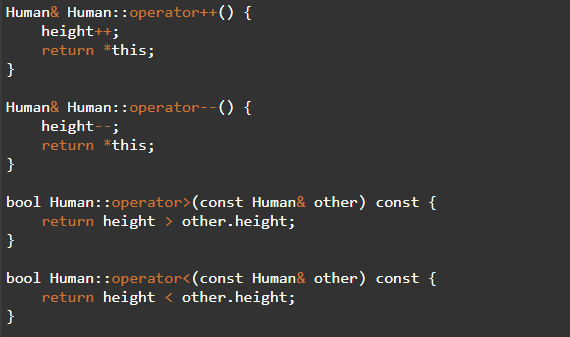 Human& Human::operator++() {
    height++;
    return *this;
}

Human& Human::operator--() {
    height--;
    return *this;
}

bool Human::operator>(const Human& other) const {
    return height > other.height;
}

bool Human::operator<(const Human& other) const {
    return height < other.height;
}